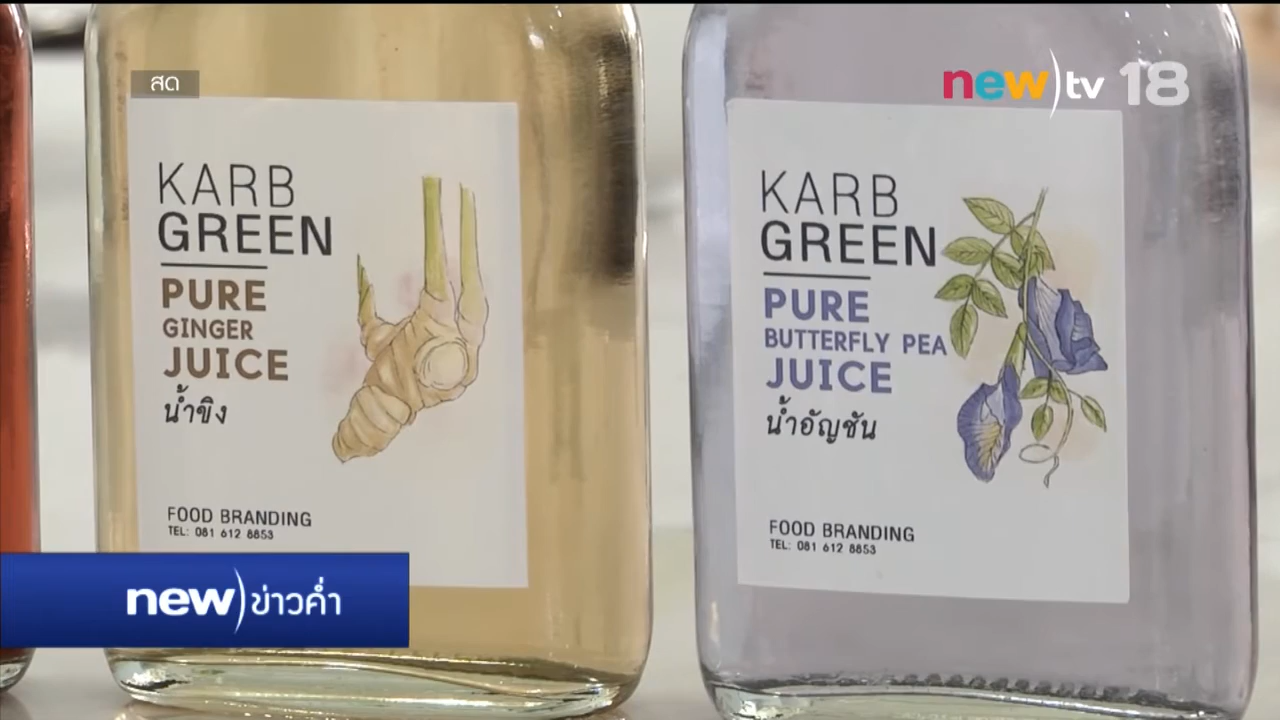 สด
new)tv 18
KARB
GREEN
PURE
GINGER
JUICE
น้ำขิง
FOOD BRANDING
TEL: 081 612 8853
KARB
GREEN
PURE
BUTTERFLY PEA
JUICE
น้ำอัญชัน
FOOD BRANDING
TEL: 081 612 8853
new)ข่าวค่ำ